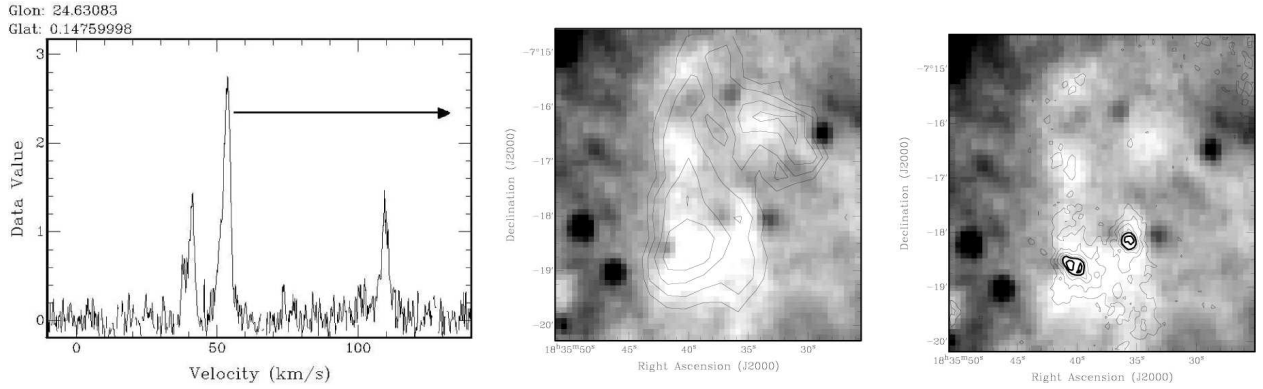 Glon: 24.63083
Glat: 0.14759998
3
2
1
0
Data Value
0
50
100
Velocity (km/s)
-7°15'
-16'
-17'
-18'
-19'
-20'
Declination (J2000)
18ʰ35ᵐ50ˢ
45ˢ
40ˢ
35ˢ
30ˢ
Right Ascension (J2000)
-7°15'
-16'
-17'
-18'
-19'
-20'
Declination (J2000)
18ʰ35ᵐ50ˢ
45ˢ
40ˢ
35ˢ
30ˢ
Right Ascension (J2000)